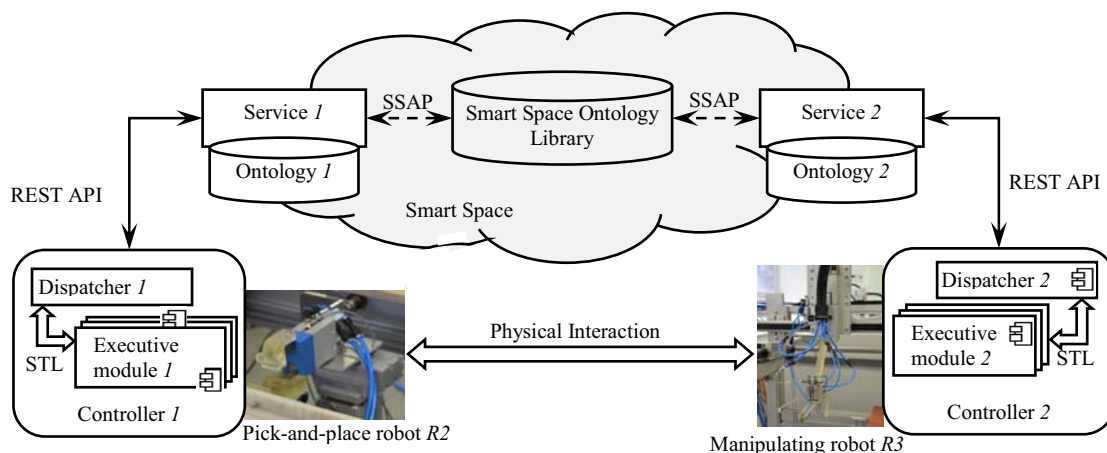 SSAP
SSAP
Service 1
Smart Space Ontology
Library
Service 2
Ontology 1
Ontology 2
REST API
REST API
Smart Space
Dispatcher 1
Dispatcher 2
Physical Interaction
Executive
module 1
Executive
module 2
STL
STL
Controller 1
Controller 2
Pick-and-place robot R2
Manipulating robot R3